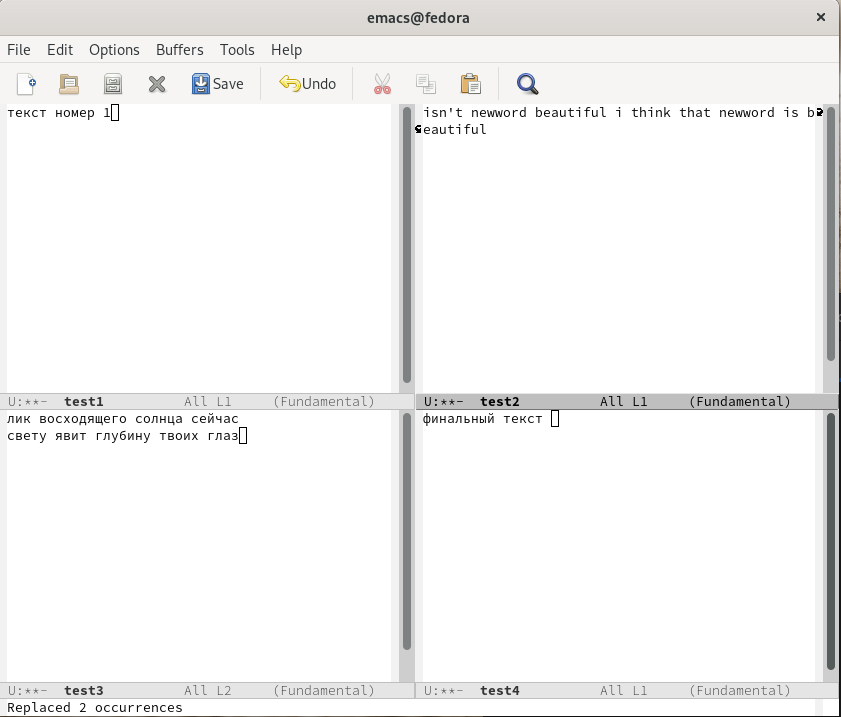 emacs@fedora
File Edit Options Buffers Tools Help
Save Undo
текст номер 1
isn't newword beautiful i think that newword is b
eautiful
U:**- test1 All L1 (Fundamental)
U:**- test2 All L1 (Fundamental)
лик восходящего солнца сейчас
свету явит глубину твоих глаз
финальный текст
U:**- test3 All L2 (Fundamental)
U:**- test4 All L1 (Fundamental)
Replaced 2 occurrences